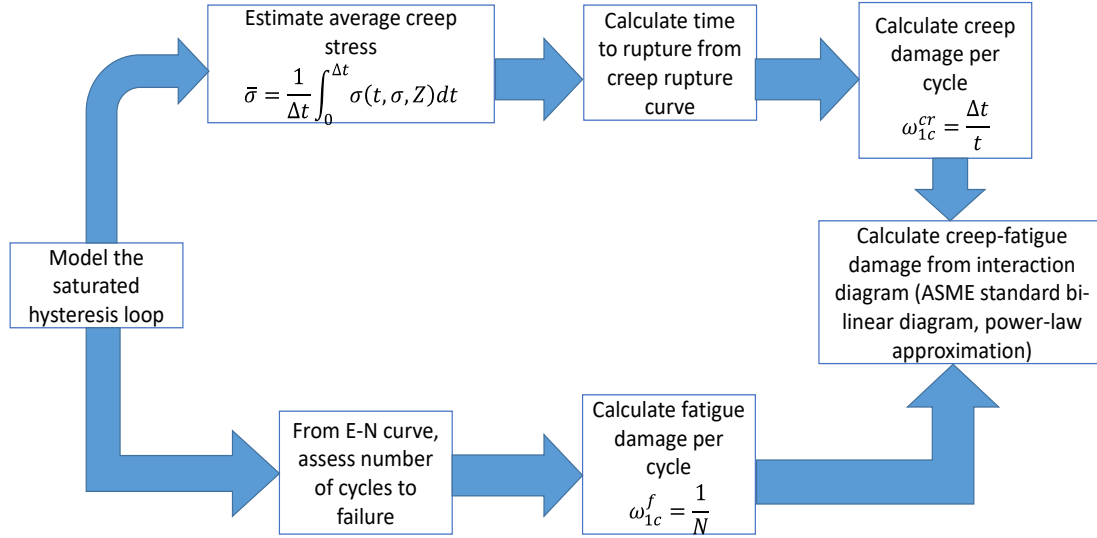 Estimate average creep
stress
σ̄ = 1/Δt ∫₀^Δt σ(t, σ, Z)dt
Calculate time
to rupture from
creep rupture
curve
Calculate creep
damage per
cycle
ω₁c^cr = Δt/t
Model the
saturated
hysteresis loop
Calculate creep-fatigue
damage from interaction
diagram (ASME standard bi-
linear diagram, power-law
approximation)
From E-N curve,
assess number
of cycles to
failure
Calculate fatigue
damage per
cycle
ω₁c^f = 1/N